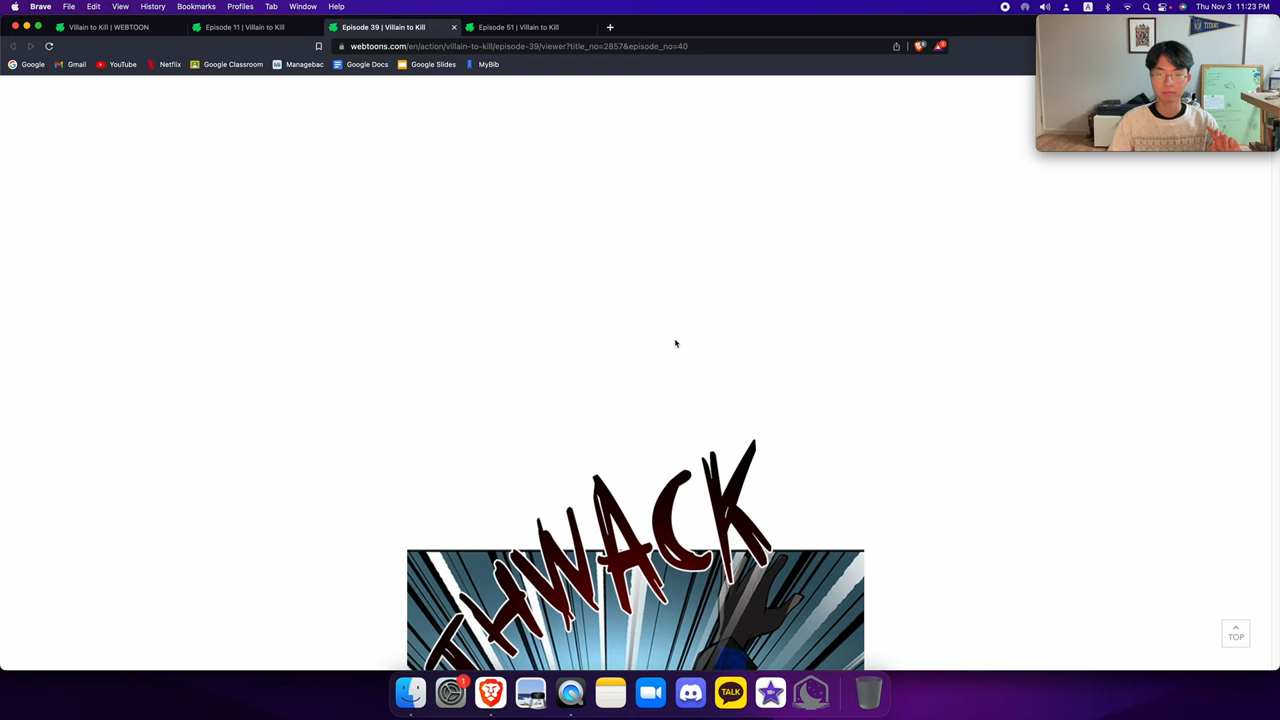 Brave File Edit View History Bookmarks Profiles Tab Window Help
A
Thu Nov 3 11:23 PM
Villain to Kill | WEBTOON
Episode 11 | Villain to Kill
Episode 39 | Villain to Kill
Episode 51 | Villain to Kill
webtoons.com/en/action/villain-to-kill/episode-39/viewer?title_no=2857&episode_no=40
Google Gmail YouTube Netflix Google Classroom Managebac Google Docs Google Slides MyBib
TITANS
THWACK
TOP
1
TALK